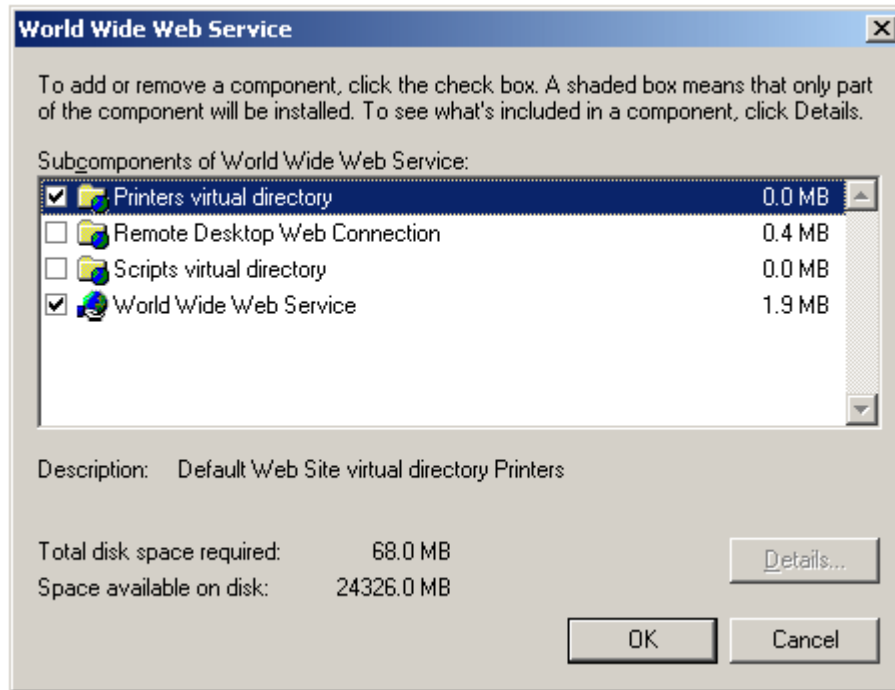 World Wide Web Service
To add or remove a component, click the check box. A shaded box means that only part
of the component will be installed. To see what's included in a component, click Details.
Subcomponents of World Wide Web Service:
Printers virtual directory 0.0 MB
Remote Desktop Web Connection 0.4 MB
Scripts virtual directory 0.0 MB
World Wide Web Service 1.9 MB
Description: Default Web Site virtual directory Printers
Total disk space required: 68.0 MB
Details...
Space available on disk: 24326.0 MB
OK Cancel